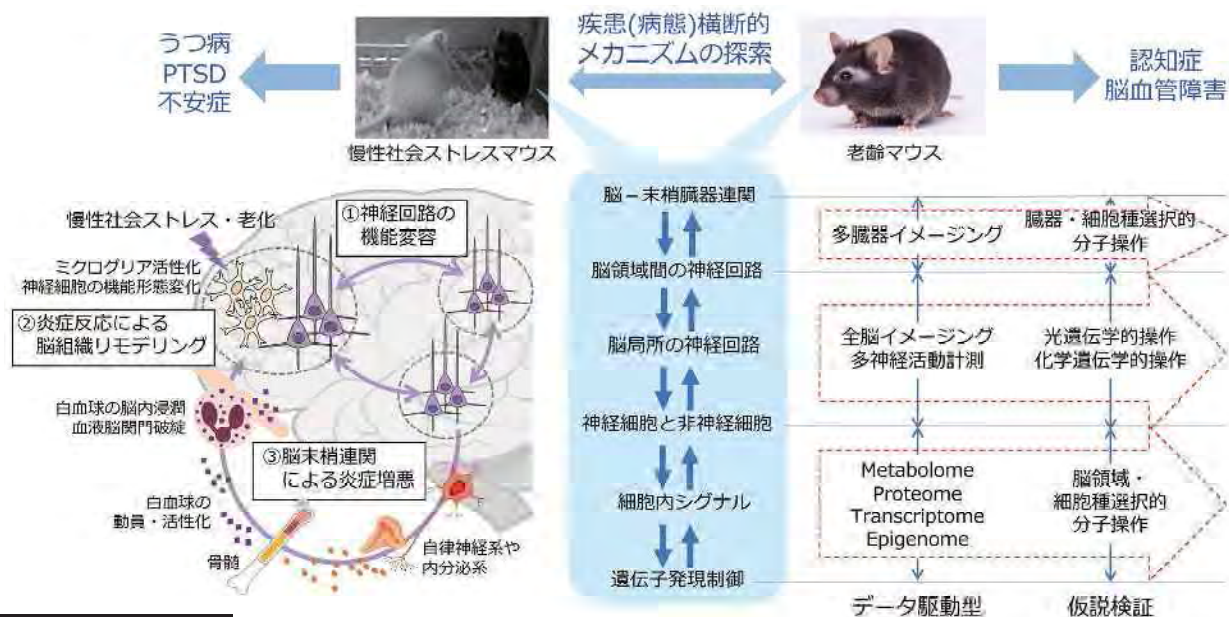 うつ病
PTSD
不安症
疾患(病態)横断的
メカニズムの探索
認知症
脳血管障害
慢性社会ストレスマウス
老齢マウス
慢性社会ストレス・老化
①神経回路の
機能変容
ミクログリア活性化
神経細胞の機能形態変化
②炎症反応による
脳組織リモデリング
白血球の脳内浸潤
血液脳関門破綻
③脳末梢連関
による炎症増悪
白血球の
動員・活性化
骨髄
自律神経系や
内分泌系
脳－末梢臓器連関
脳領域間の神経回路
脳局所の神経回路
神経細胞と非神経細胞
細胞内シグナル
遺伝子発現制御
多臓器イメージング
臓器・細胞種選択的
分子操作
全脳イメージング
多神経活動計測
光遺伝学的操作
化学遺伝学的操作
Metabolome
Proteome
Transcriptome
Epigenome
脳領域・
細胞種選択的
分子操作
データ駆動型
仮説検証